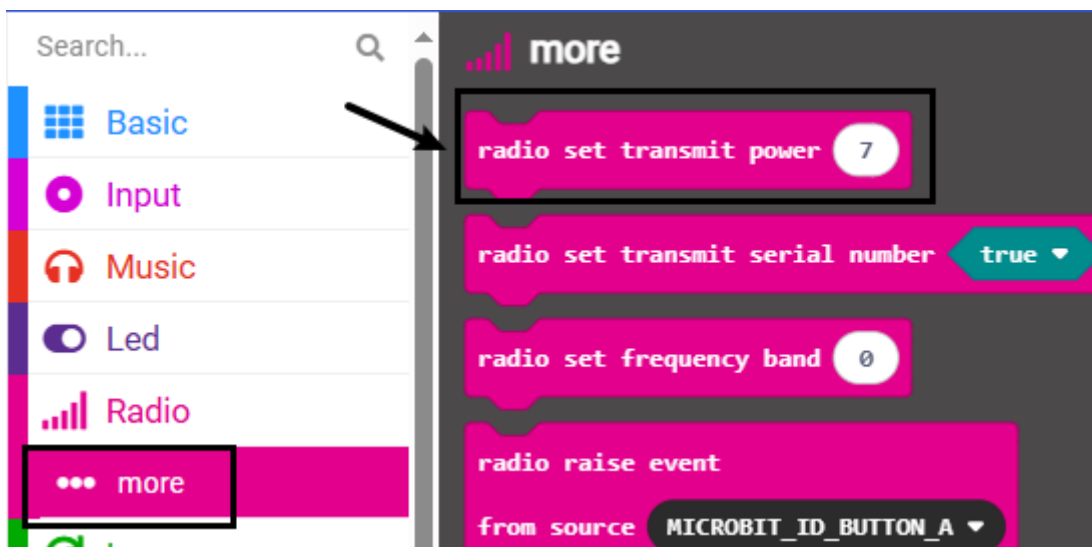 Search...
Basic
Input
Music
Led
Radio
more
more
radio set transmit power 7
radio set transmit serial number true
radio set frequency band 0
radio raise event
from source MICROBIT_ID_BUTTON_A